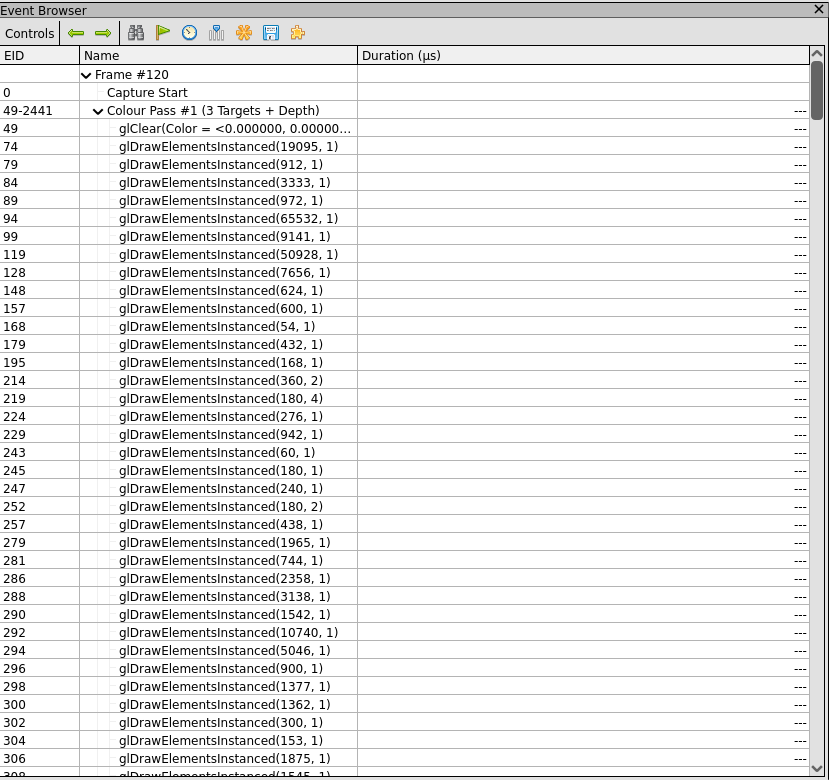 Event Browser
Controls
EID Name Duration (µs)
Frame #120
0 Capture Start
49-2441 Colour Pass #1 (3 Targets + Depth) ---
49 glClear(Color = <0.000000, 0.00000... ---
74 glDrawElementsInstanced(19095, 1) ---
79 glDrawElementsInstanced(912, 1) ---
84 glDrawElementsInstanced(3333, 1) ---
89 glDrawElementsInstanced(972, 1) ---
94 glDrawElementsInstanced(65532, 1) ---
99 glDrawElementsInstanced(9141, 1) ---
119 glDrawElementsInstanced(50928, 1) ---
128 glDrawElementsInstanced(7656, 1) ---
148 glDrawElementsInstanced(624, 1) ---
157 glDrawElementsInstanced(600, 1) ---
168 glDrawElementsInstanced(54, 1) ---
179 glDrawElementsInstanced(432, 1) ---
195 glDrawElementsInstanced(168, 1) ---
214 glDrawElementsInstanced(360, 2) ---
219 glDrawElementsInstanced(180, 4) ---
224 glDrawElementsInstanced(276, 1) ---
229 glDrawElementsInstanced(942, 1) ---
243 glDrawElementsInstanced(60, 1) ---
245 glDrawElementsInstanced(180, 1) ---
247 glDrawElementsInstanced(240, 1) ---
252 glDrawElementsInstanced(180, 2) ---
257 glDrawElementsInstanced(438, 1) ---
279 glDrawElementsInstanced(1965, 1) ---
281 glDrawElementsInstanced(744, 1) ---
286 glDrawElementsInstanced(2358, 1) ---
288 glDrawElementsInstanced(3138, 1) ---
290 glDrawElementsInstanced(1542, 1) ---
292 glDrawElementsInstanced(10740, 1) ---
294 glDrawElementsInstanced(5046, 1) ---
296 glDrawElementsInstanced(900, 1) ---
298 glDrawElementsInstanced(1377, 1) ---
300 glDrawElementsInstanced(1362, 1) ---
302 glDrawElementsInstanced(300, 1) ---
304 glDrawElementsInstanced(153, 1) ---
306 glDrawElementsInstanced(1875, 1) ---
308 glDrawElementsInstanced(1545, 1)